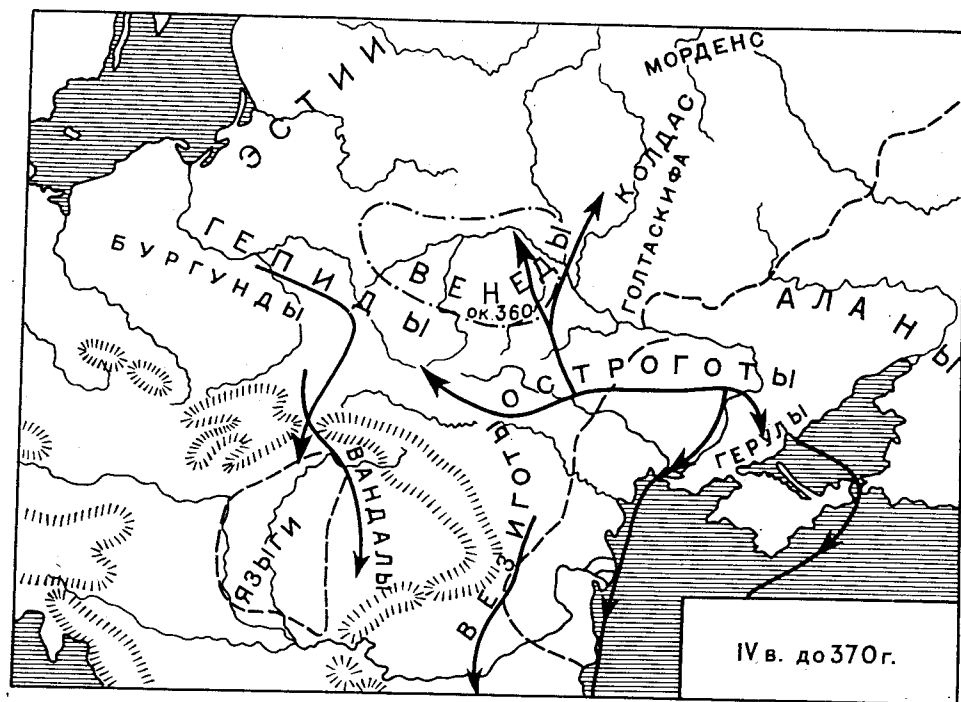 ЭСТИИ
МОРДЕНС
КОЛДАС
ГОЛТАСКИФА
ГЕПИДЫ
БУРГУНДЫ
ВЕНЕДЫ
ок. 360
АЛАНЫ
ОСТРОГОТЫ
ГЕРУЛЫ
ВЕЗИГОТЫ
ВАНДАЛЫ
ЯЗЫГИ
IV в. до 370 г.